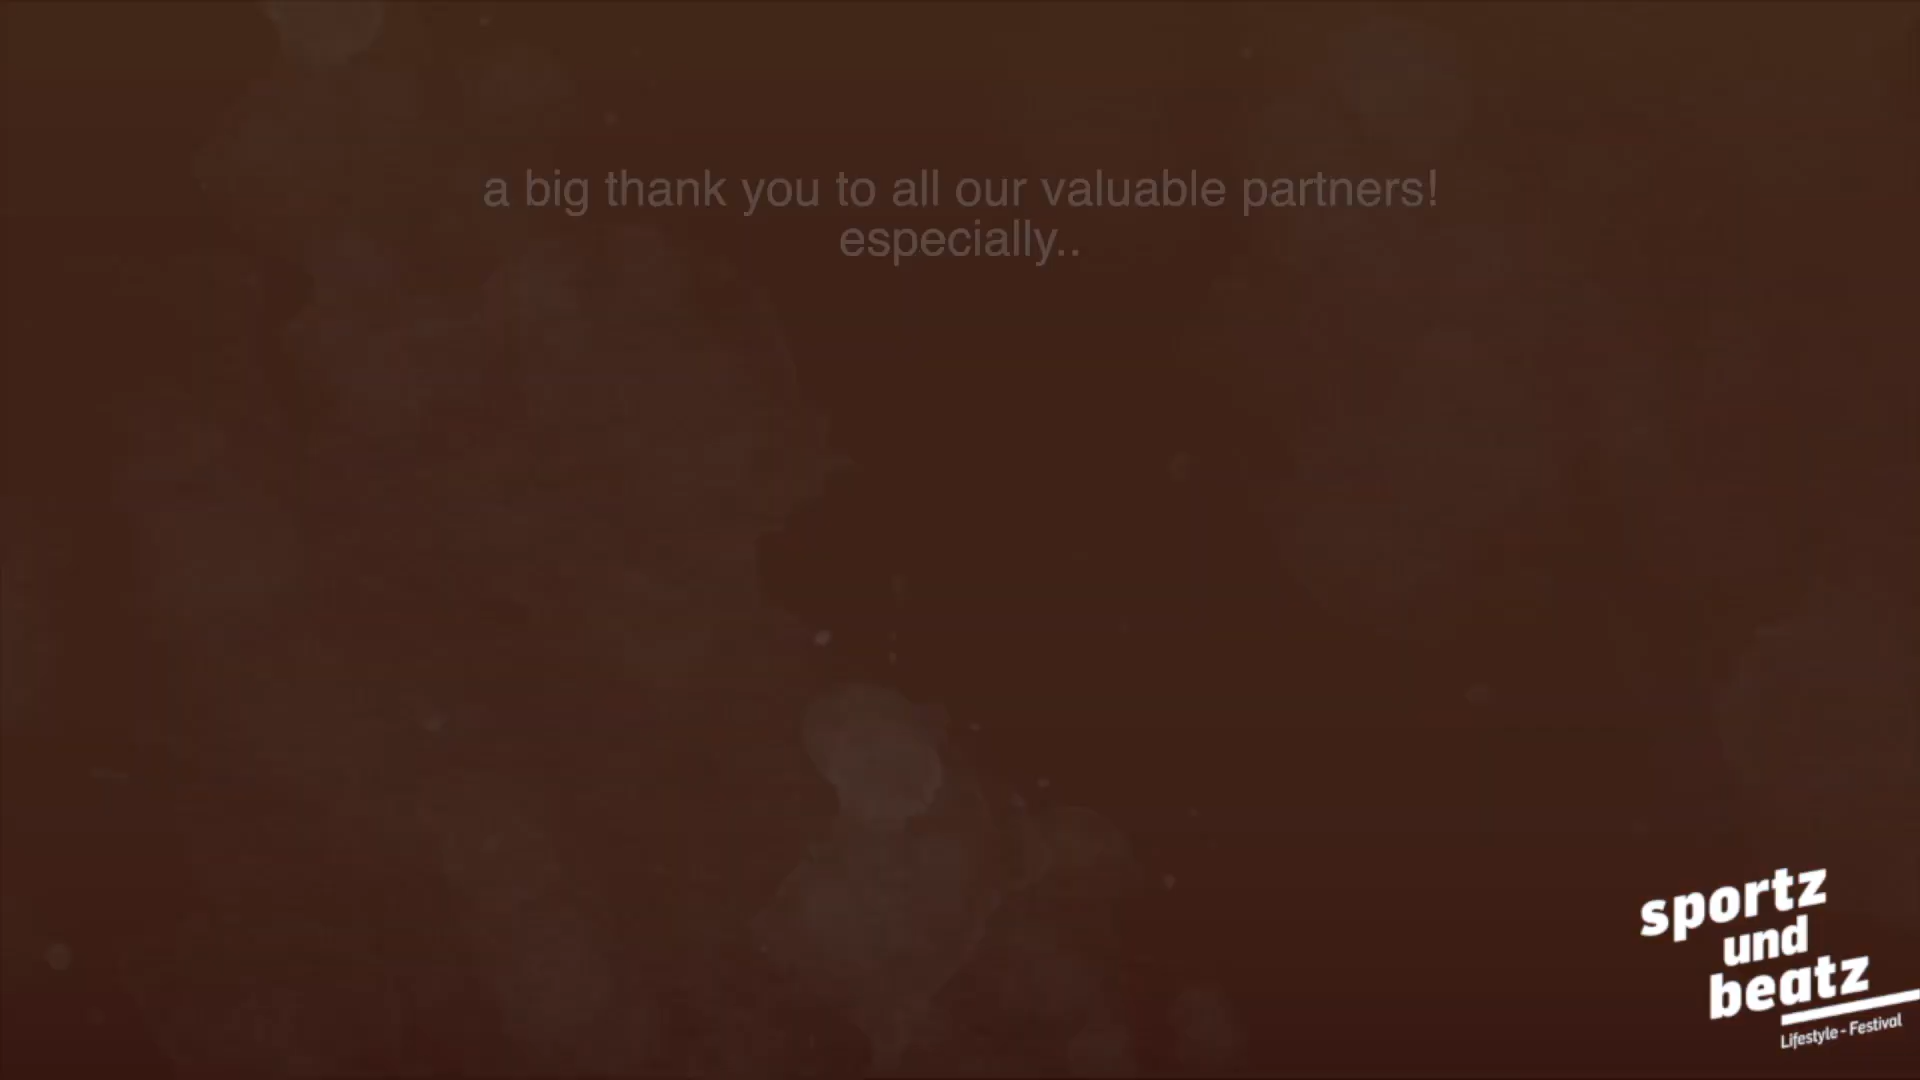 a big thank you to all our valuable partners!
especially..
sportz
und
beatz
Lifestyle - Festival